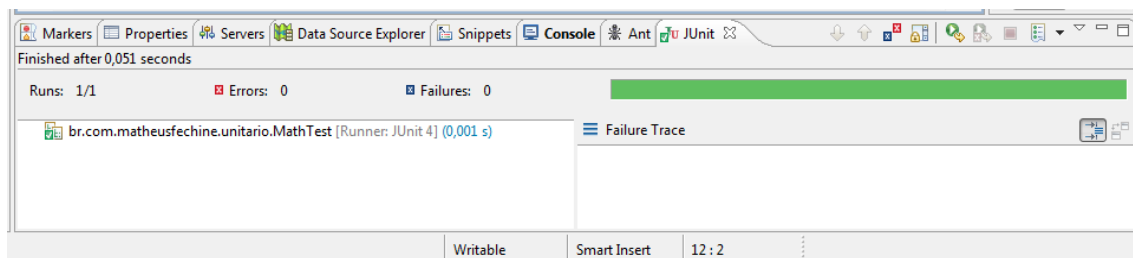 Markers Properties Servers Data Source Explorer Snippets Console Ant Ju JUnit
Finished after 0,051 seconds
Runs: 1/1 Errors: 0 Failures: 0
br.com.matheusfechine.unitario.MathTest [Runner: JUnit 4] (0,001 s) Failure Trace
Writable Smart Insert 12 : 2